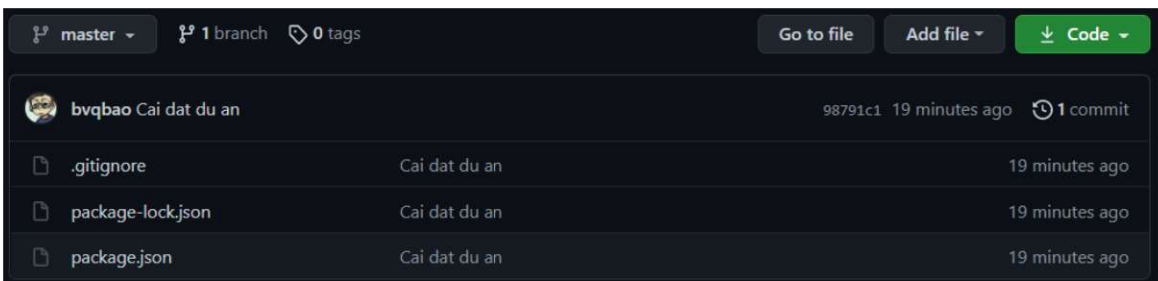 master 1 branch 0 tags Go to file Add file Code
bvqbao Cai dat du an 98791c1 19 minutes ago 1 commit
.gitignore Cai dat du an 19 minutes ago
package-lock.json Cai dat du an 19 minutes ago
package.json Cai dat du an 19 minutes ago